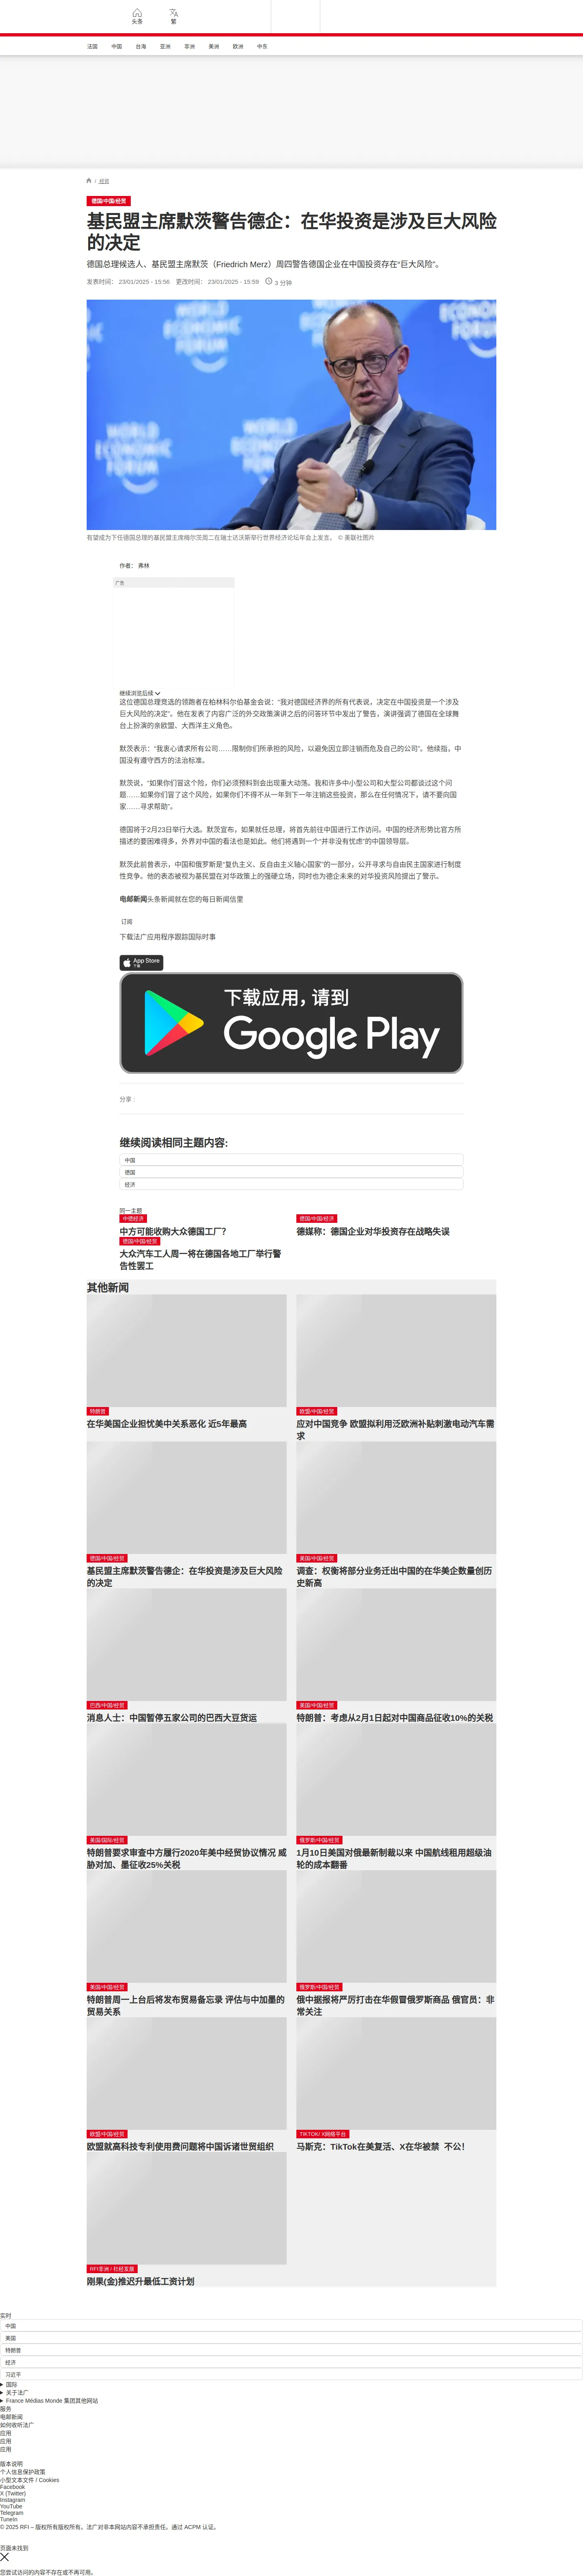 头条
繁
法国
中国
台海
亚洲
非洲
美洲
欧洲
中东
/ 经贸
德国/中国/经贸
基民盟主席默茨警告德企：在华投资是涉及巨大风险
的决定
德国总理候选人、基民盟主席默茨（Friedrich Merz）周四警告德国企业在中国投资存在“巨大风险”。
发表时间： 23/01/2025 - 15:56 更改时间： 23/01/2025 - 15:59 3 分钟
WORLD ECONOMIC FORUM
WORLD ECONOMIC FORUM
有望成为下任德国总理的基民盟主席梅尔茨周二在瑞士达沃斯举行世界经济论坛年会上发言。 © 美联社图片
作者： 弗林
广告
继续浏览后续
这位德国总理竞选的领跑者在柏林科尔伯基金会说：“我对德国经济界的所有代表说，决定在中国投资是一个涉及
巨大风险的决定”。他在发表了内容广泛的外交政策演讲之后的问答环节中发出了警告，演讲强调了德国在全球舞
台上扮演的亲欧盟、大西洋主义角色。
默茨表示：“我衷心请求所有公司……限制你们所承担的风险，以避免因立即注销而危及自己的公司”。他续指，中
国没有遵守西方的法治标准。
默茨说，“如果你们冒这个险，你们必须预料到会出现重大动荡。我和许多中小型公司和大型公司都谈过这个问
题……如果你们冒了这个风险，如果你们不得不从一年到下一年注销这些投资，那么在任何情况下，请不要向国
家……寻求帮助”。
德国将于2月23日举行大选。默茨宣布，如果就任总理，将首先前往中国进行工作访问。中国的经济形势比官方所
描述的要困难得多，外界对中国的看法也是如此。他们将遇到一个“并非没有忧虑”的中国领导层。
默茨此前曾表示，中国和俄罗斯是“复仇主义、反自由主义轴心国家”的一部分，公开寻求与自由民主国家进行制度
性竞争。他的表态被视为基民盟在对华政策上的强硬立场，同时也为德企未来的对华投资风险提出了警示。
电邮新闻头条新闻就在您的每日新闻信里
订阅
下载法广应用程序跟踪国际时事
App Store
下载
下载应用，请到
Google Play
分享 :
继续阅读相同主题内容:
中国
德国
经济
同一主题
中德经济
中方可能收购大众德国工厂？
德国/中国/经济
德媒称：德国企业对华投资存在战略失误
德国/中国/经贸
大众汽车工人周一将在德国各地工厂举行警
告性罢工
其他新闻
特朗普
在华美国企业担忧美中关系恶化 近5年最高
欧盟/中国/经贸
应对中国竞争 欧盟拟利用泛欧洲补贴刺激电动汽车需
求
德国/中国/经贸
基民盟主席默茨警告德企：在华投资是涉及巨大风险
的决定
美国/中国/经贸
调查：权衡将部分业务迁出中国的在华美企数量创历
史新高
巴西/中国/经贸
消息人士：中国暂停五家公司的巴西大豆货运
美国/中国/经贸
特朗普：考虑从2月1日起对中国商品征收10%的关税
美国/国际/经贸
特朗普要求审查中方履行2020年美中经贸协议情况 威
胁对加、墨征收25%关税
俄罗斯/中国/经贸
1月10日美国对俄最新制裁以来 中国航线租用超级油
轮的成本翻番
美国/中国/经贸
特朗普周一上台后将发布贸易备忘录 评估与中加墨的
贸易关系
俄罗斯/中国/经贸
俄中据报将严厉打击在华假冒俄罗斯商品 俄官员：非
常关注
欧盟/中国/经贸
欧盟就高科技专利使用费问题将中国诉诸世贸组织
TIKTOK/ X网络平台
马斯克：TikTok在美复活、X在华被禁 不公！
RFI非洲 / 社经发展
刚果(金)推迟升最低工资计划
实时
中国
美国
特朗普
经济
习近平
国际
关于法广
France Médias Monde 集团其他网站
服务
电邮新闻
如何收听法广
应用
应用
应用
版本说明
个人信息保护政策
小型文本文件 / Cookies
Facebook
X (Twitter)
Instagram
YouTube
Telegram
TuneIn
© 2025 RFI – 版权所有版权所有。法广对非本网站内容不承担责任。通过 ACPM 认证。
页面未找到
您尝试访问的内容不存在或不再可用。